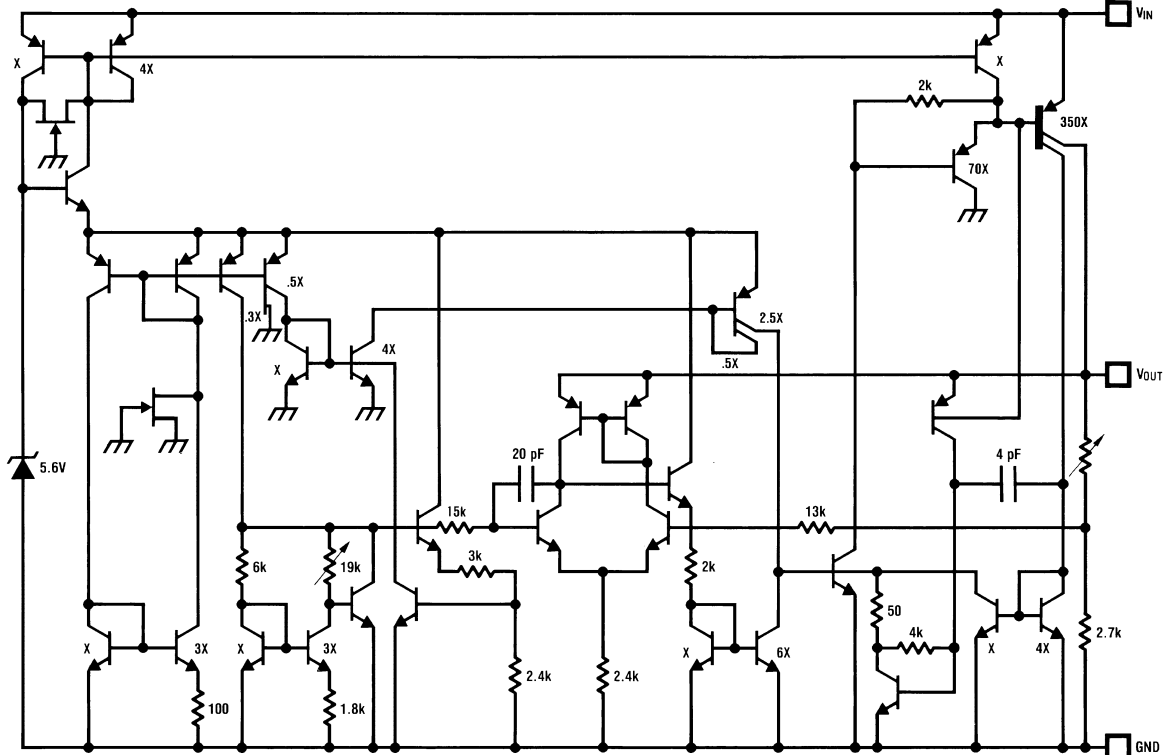 VIN
X
4X
X
2k
350X
70X
.5X
.3X
2.5X
4X
X
.5X
VOUT
5.6V
20 pF
4 pF
15k
13k
3k
6k
19k
2k
50
4k
2.7k
X
3X
X
3X
X
6X
X
4X
2.4k
2.4k
100
1.8k
GND